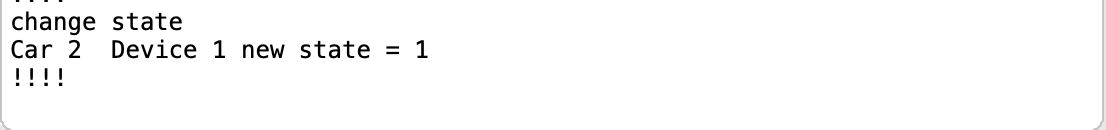 change state
Car 2  Device 1 new state = 1
!!!!